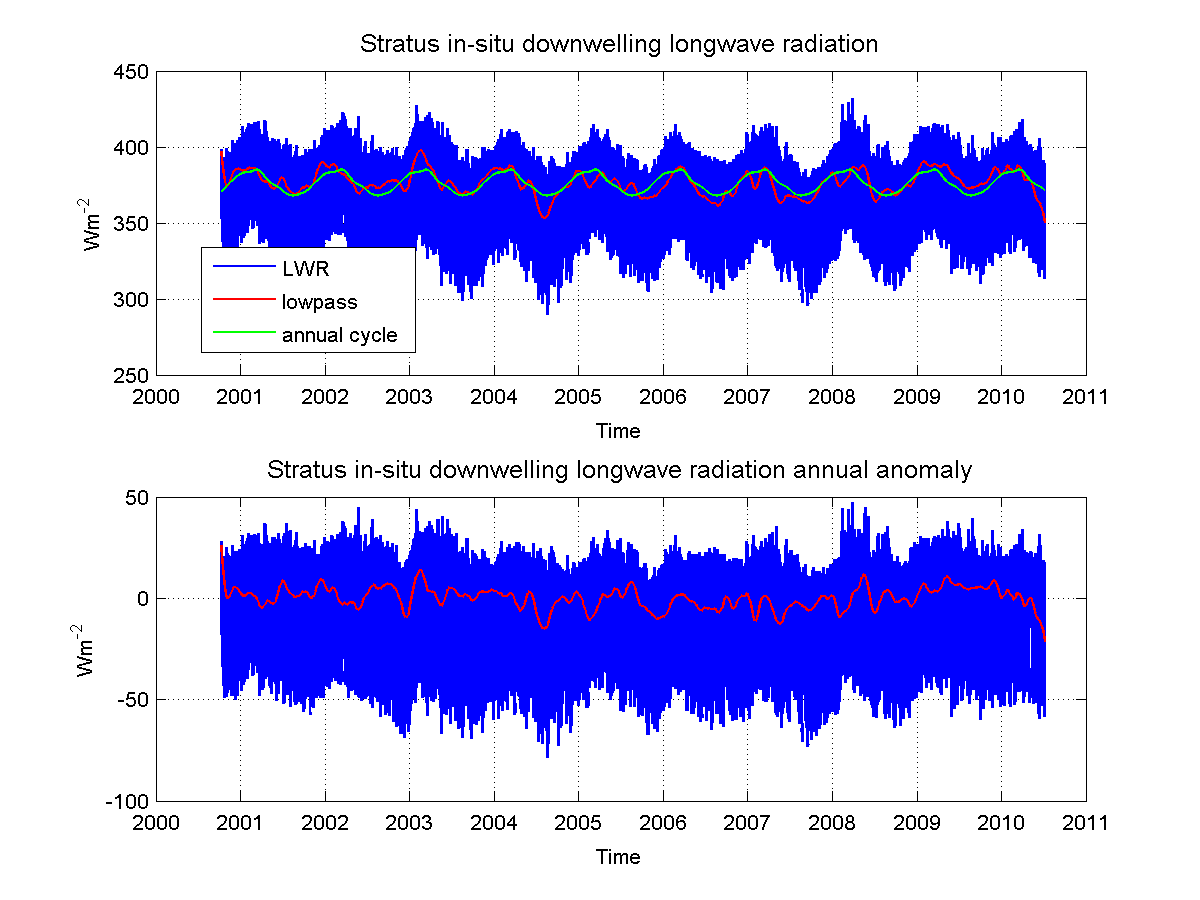 Stratus in-situ downwelling longwave radiation
450
400
350
300
250
Wm-2
LWR
lowpass
annual cycle
2000 2001 2002 2003 2004 2005 2006 2007 2008 2009 2010 2011
Time
Stratus in-situ downwelling longwave radiation annual anomaly
50
0
-50
-100
Wm-2
2000 2001 2002 2003 2004 2005 2006 2007 2008 2009 2010 2011
Time